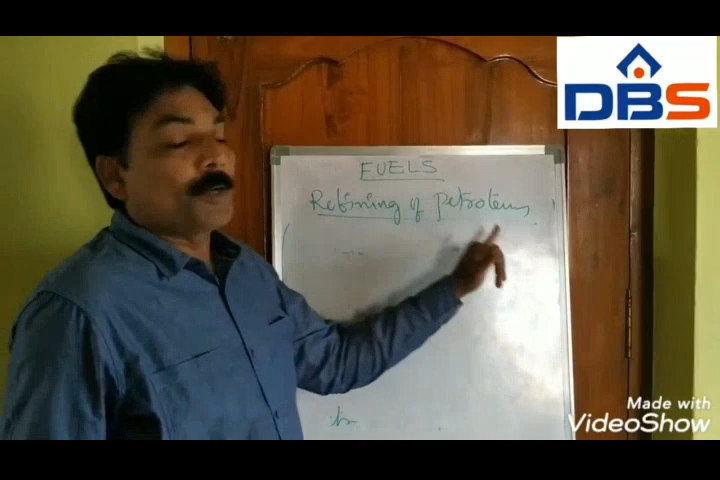 DBS
FUELS
Refining of Petroleum
Made with
VideoShow